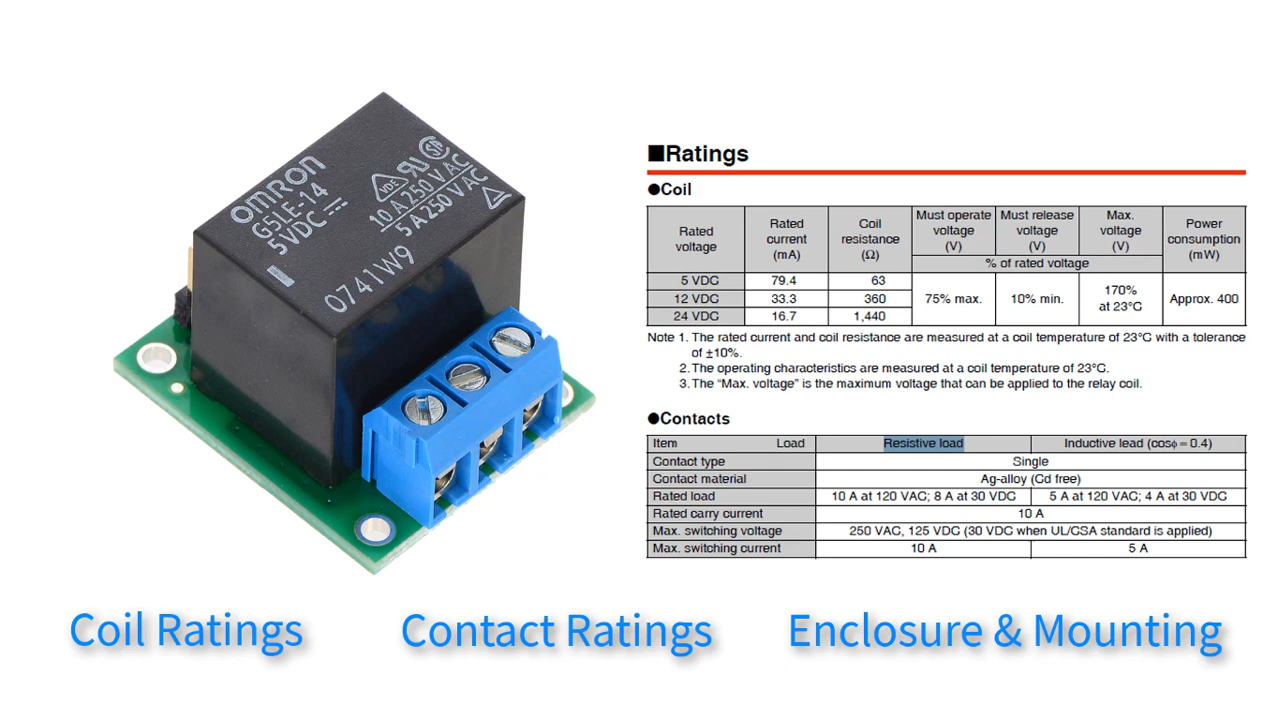 OMRON
G5LE-14
5VDC
VDE
10A250VAC
5A250VAC
0741W9
■Ratings
●Coil
Rated voltage Rated current (mA) Coil resistance (Ω) Must operate voltage (V) Must release voltage (V) Max. voltage (V) Power consumption (mW)
% of rated voltage
5 VDC 79.4 63 75% max. 10% min. 170% at 23°C Approx. 400
12 VDC 33.3 360
24 VDC 16.7 1,440
Note 1. The rated current and coil resistance are measured at a coil temperature of 23°C with a tolerance
of ±10%.
2. The operating characteristics are measured at a coil temperature of 23°C.
3. The “Max. voltage” is the maximum voltage that can be applied to the relay coil.
●Contacts
Item Load Resistive load Inductive lead (cosϕ = 0.4)
Contact type Single
Contact material Ag-alloy (Cd free)
Rated load 10 A at 120 VAC; 8 A at 30 VDC 5 A at 120 VAC; 4 A at 30 VDC
Rated carry current 10 A
Max. switching voltage 250 VAC, 125 VDC (30 VDC when UL/CSA standard is applied)
Max. switching current 10 A 5 A
Coil Ratings
Contact Ratings
Enclosure & Mounting